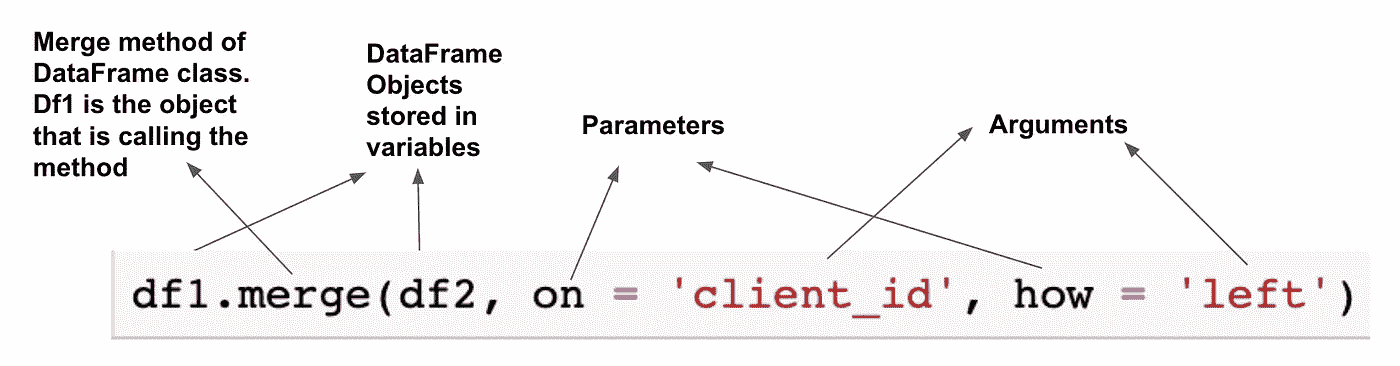 Merge method of
DataFrame class.
Df1 is the object
that is calling the
method
DataFrame
Objects
stored in
variables
Parameters
Arguments
df1.merge(df2, on = 'client_id', how = 'left')